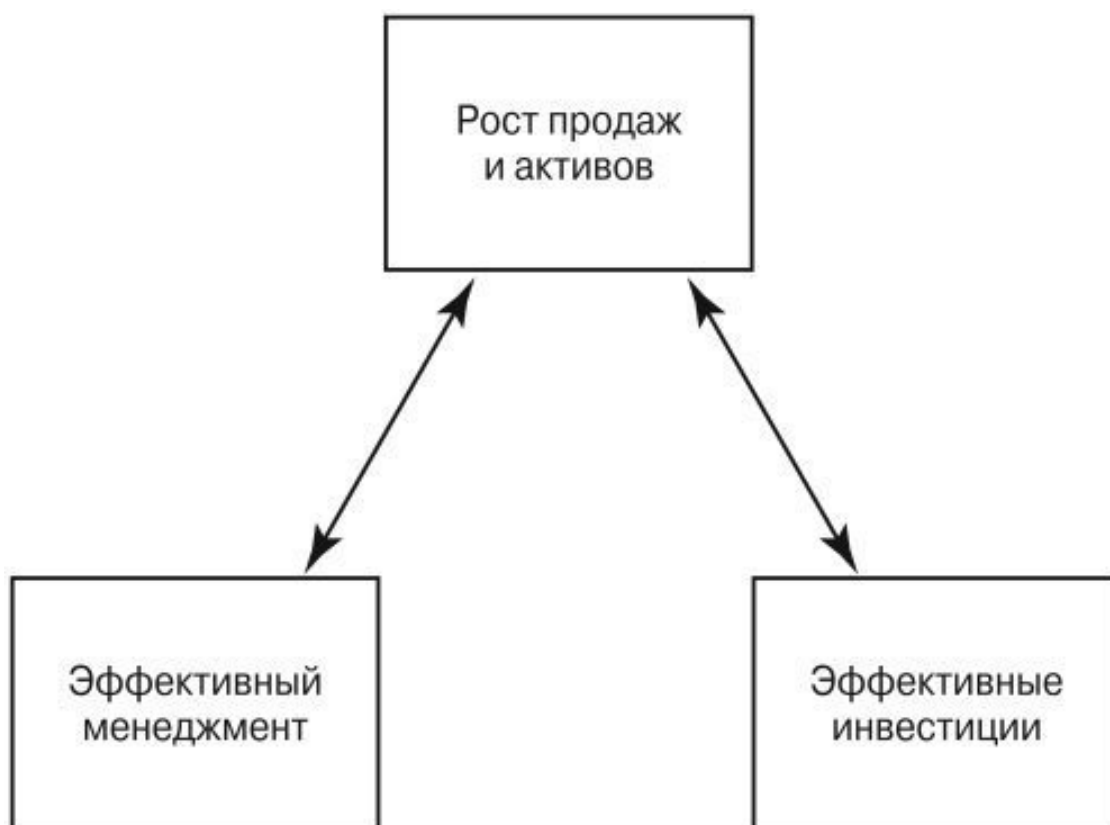 Рост продаж
и активов
Эффективный
менеджмент
Эффективные
инвестиции